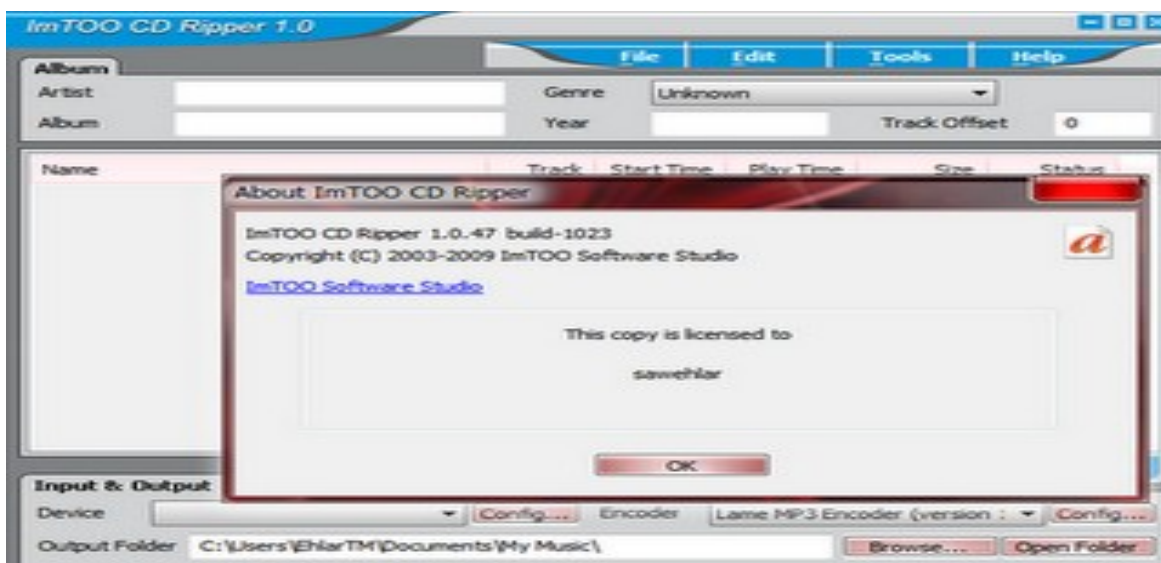 ImTOO CD Ripper 1.0
File Edit Tools Help
Album
Artist Genre Unknown
Album Year Track Offset 0
Name Track Start Time Play Time Size Status
About ImTOO CD Ripper
ImTOO CD Ripper 1.0.47 build-1023
Copyright (C) 2003-2009 ImTOO Software Studio
ImTOO Software Studio
This copy is licensed to
sawehlar
OK
Input & Output
Device Config... Encoder Lame MP3 Encoder (version : Config...
Output Folder C:\Users\EhlarTM\Documents\My Music\ Browse... Open Folder